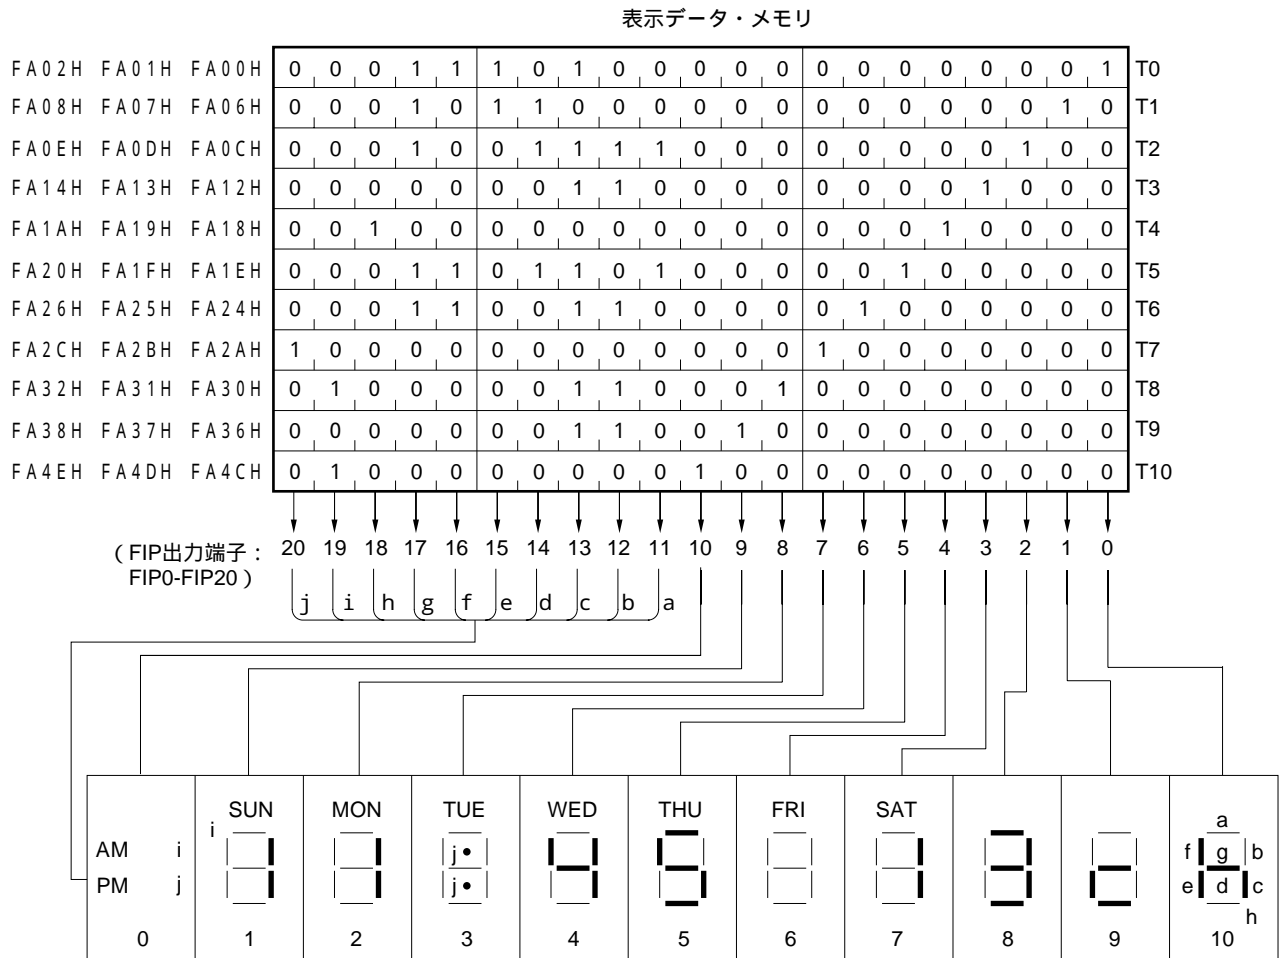 表示データ・メモリ
FA02H FA01H FA00H 0 0 0 1 1 1 0 1 0 0 0 0 0 0 0 0 0 0 0 0 1 T0
FA08H FA07H FA06H 0 0 0 1 0 1 1 0 0 0 0 0 0 0 0 0 0 0 0 1 0 T1
FA0EH FA0DH FA0CH 0 0 0 1 0 0 1 1 1 1 0 0 0 0 0 0 0 0 1 0 0 T2
FA14H FA13H FA12H 0 0 0 0 0 0 0 1 1 0 0 0 0 0 0 0 0 1 0 0 0 T3
FA1AH FA19H FA18H 0 0 1 0 0 0 0 0 0 0 0 0 0 0 0 0 1 0 0 0 0 T4
FA20H FA1FH FA1EH 0 0 0 1 1 0 1 1 0 1 0 0 0 0 0 1 0 0 0 0 0 T5
FA26H FA25H FA24H 0 0 0 1 1 0 0 1 1 0 0 0 0 0 1 0 0 0 0 0 0 T6
FA2CH FA2BH FA2AH 1 0 0 0 0 0 0 0 0 0 0 0 0 1 0 0 0 0 0 0 0 T7
FA32H FA31H FA30H 0 1 0 0 0 0 0 1 1 0 0 0 1 0 0 0 0 0 0 0 0 T8
FA38H FA37H FA36H 0 0 0 0 0 0 0 1 1 0 0 1 0 0 0 0 0 0 0 0 0 T9
FA4EH FA4DH FA4CH 0 1 0 0 0 0 0 0 0 0 1 0 0 0 0 0 0 0 0 0 0 T10
(FIP出力端子: 20 19 18 17 16 15 14 13 12 11 10 9 8 7 6 5 4 3 2 1 0
FIP0-FIP20)
j i h g f e d c b a
SUN MON TUE WED THU FRI SAT
i a
AM i j f g b
PM j j e d c
h
0 1 2 3 4 5 6 7 8 9 10